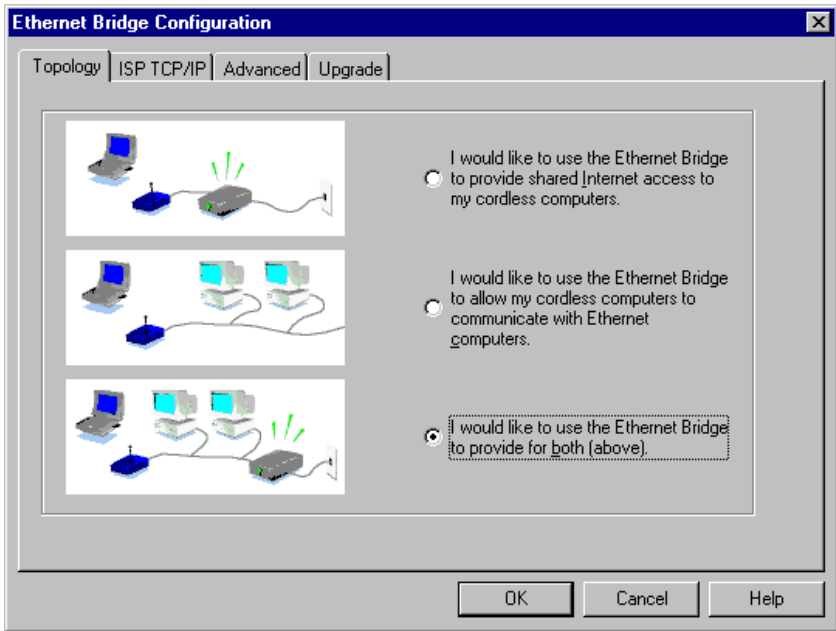 Ethernet Bridge Configuration
Topology ISP TCP/IP Advanced Upgrade
I would like to use the Ethernet Bridge
to provide shared Internet access to
my cordless computers.
I would like to use the Ethernet Bridge
to allow my cordless computers to
communicate with Ethernet
computers.
I would like to use the Ethernet Bridge
to provide for both (above).
OK Cancel Help